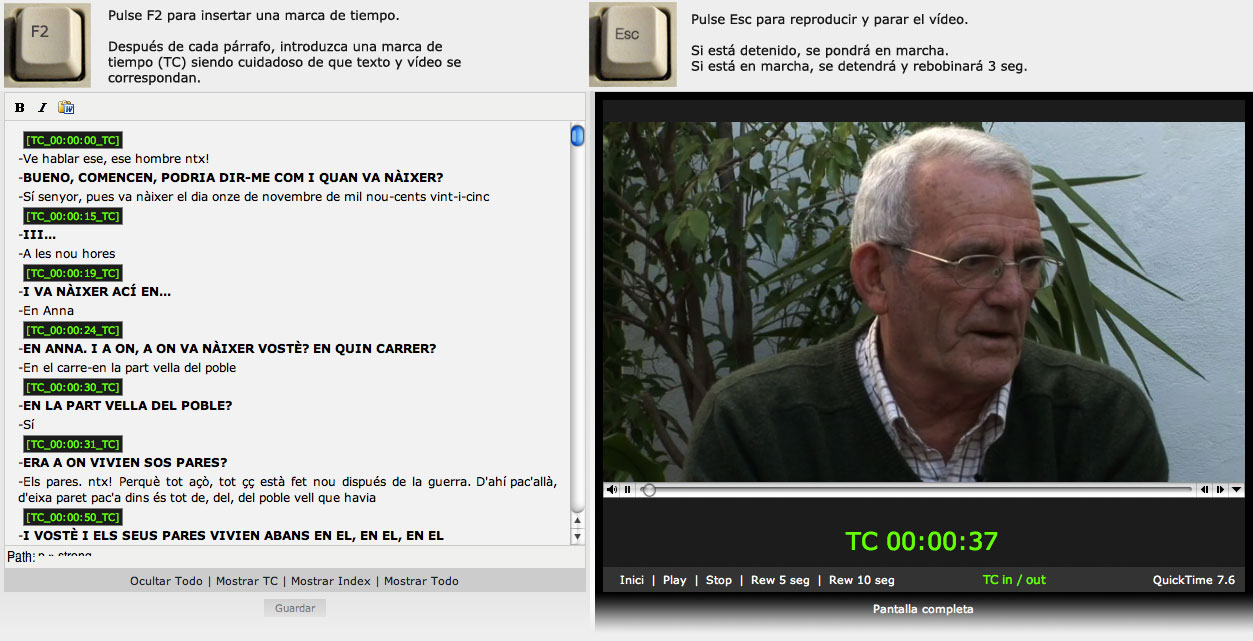 F2
Pulse F2 para insertar una marca de tiempo.
Después de cada párrafo, introduzca una marca de
tiempo (TC) siendo cuidadoso de que texto y vídeo se
correspondan.
Esc
Pulse Esc para reproducir y parar el vídeo.
Si está detenido, se pondrá en marcha.
Si está en marcha, se detendrá y rebobinará 3 seg.
B I W
[TC_00:00:00_TC]
-Ve hablar ese, ese hombre ntx!
-BUENO, COMENCEN, PODRIA DIR-ME COM I QUAN VA NÀIXER?
-Sí senyor, pues va nàixer el dia onze de novembre de mil nou-cents vint-i-cinc
[TC_00:00:15_TC]
-III...
-A les nou hores
[TC_00:00:19_TC]
-I VA NÀIXER ACÍ EN...
-En Anna
[TC_00:00:24_TC]
-EN ANNA. I A ON, A ON VA NÀIXER VOSTÈ? EN QUIN CARRER?
-En el carre-en la part vella del poble
[TC_00:00:30_TC]
-EN LA PART VELLA DEL POBLE?
-Sí
[TC_00:00:31_TC]
-ERA A ON VIVIEN SOS PARES?
-Els pares. ntx! Perquè tot açò, tot çç està fet nou dispués de la guerra. D'ahí pac'allà,
d'eixa paret pac'a dins és tot de, del, del poble vell que havia
[TC_00:00:50_TC]
-I VOSTÈ I ELS SEUS PARES VIVIEN ABANS EN EL, EN EL, EN EL
Path: p » strong
Ocultar Todo | Mostrar TC | Mostrar Index | Mostrar Todo
Guardar
TC 00:00:37
Inici | Play | Stop | Rew 5 seg | Rew 10 seg
TC in / out
QuickTime 7.6
Pantalla completa